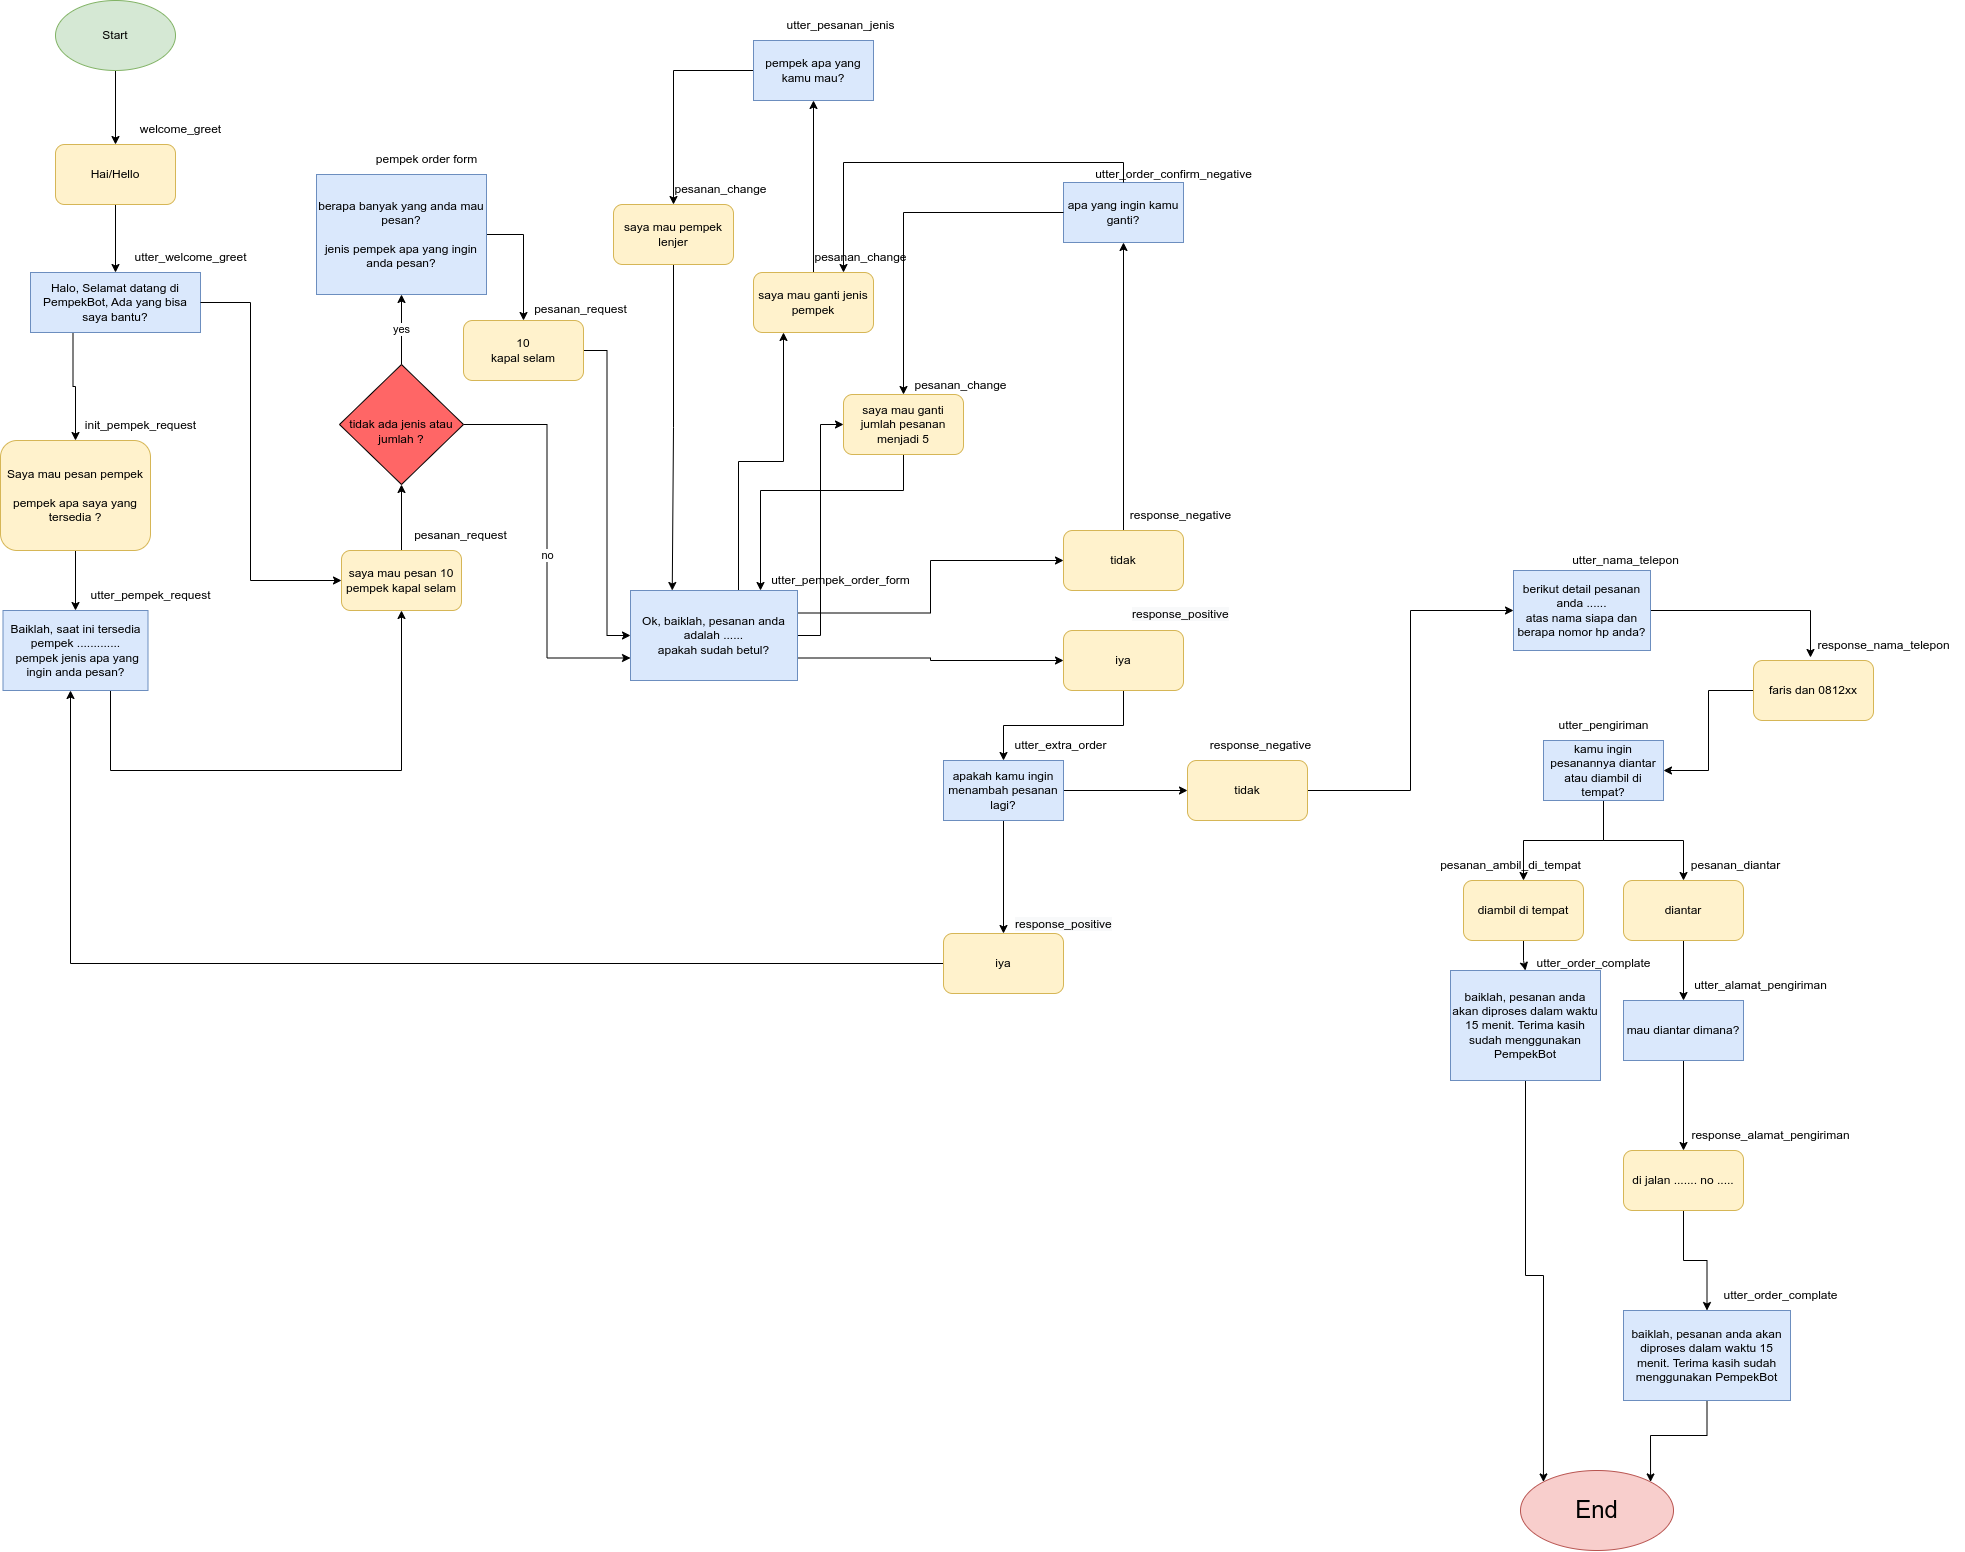 Start
welcome_greet
Hai/Hello
utter_welcome_greet
Halo, Selamat datang di
PempekBot, Ada yang bisa
saya bantu?
init_pempek_request
Saya mau pesan pempek
pempek apa saya yang
tersedia ?
utter_pempek_request
Baiklah, saat ini tersedia
pempek .............
pempek jenis apa yang
ingin anda pesan?
pempek order form
berapa banyak yang anda mau
pesan?
jenis pempek apa yang ingin
anda pesan?
yes
tidak ada jenis atau
jumlah ?
no
pesanan_request
saya mau pesan 10
pempek kapal selam
pesanan_request
10
kapal selam
utter_pesanan_jenis
pempek apa yang
kamu mau?
pesanan_change
saya mau pempek
lenjer
pesanan_change
saya mau ganti jenis
pempek
pesanan_change
saya mau ganti
jumlah pesanan
menjadi 5
utter_order_confirm_negative
apa yang ingin kamu
ganti?
utter_pempek_order_form
Ok, baiklah, pesanan anda
adalah ......
apakah sudah betul?
response_negative
tidak
response_positive
iya
utter_extra_order
apakah kamu ingin
menambah pesanan
lagi?
response_negative
tidak
response_positive
iya
utter_nama_telepon
berikut detail pesanan
anda ......
atas nama siapa dan
berapa nomor hp anda?
response_nama_telepon
faris dan 0812xx
utter_pengiriman
kamu ingin
pesanannya diantar
atau diambil di
tempat?
pesanan_ambil_di_tempat
diambil di tempat
pesanan_diantar
diantar
utter_order_complate
baiklah, pesanan anda
akan diproses dalam waktu
15 menit. Terima kasih
sudah menggunakan
PempekBot
utter_alamat_pengiriman
mau diantar dimana?
response_alamat_pengiriman
di jalan ....... no .....
utter_order_complate
baiklah, pesanan anda akan
diproses dalam waktu 15
menit. Terima kasih sudah
menggunakan PempekBot
End